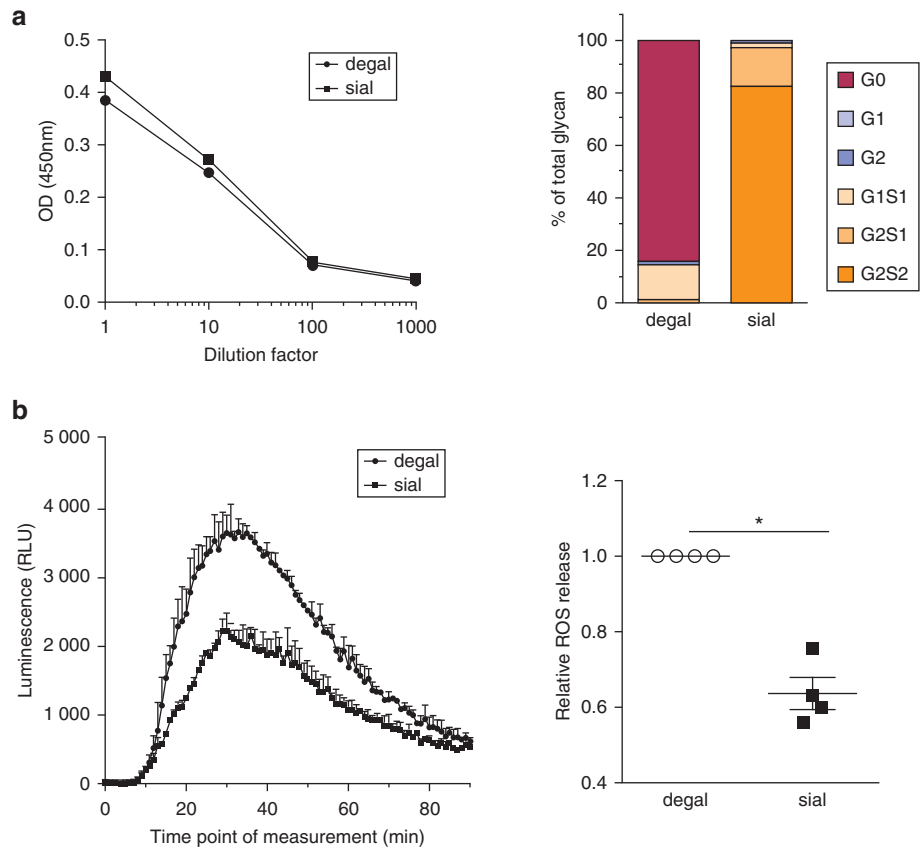 a
0.5
0.4
0.3
0.2
0.1
0.0
OD (450nm)
degal
sial
1
10
100
1000
Dilution factor
100
80
60
40
20
0
% of total glycan
degal
sial
G0
G1
G2
G1S1
G2S1
G2S2
b
5 000
4 000
3 000
2 000
1 000
0
Luminescence (RLU)
degal
sial
0
20
40
60
80
Time point of measurement (min)
1.2
1.0
0.8
0.6
0.4
Relative ROS release
*
degal
sial